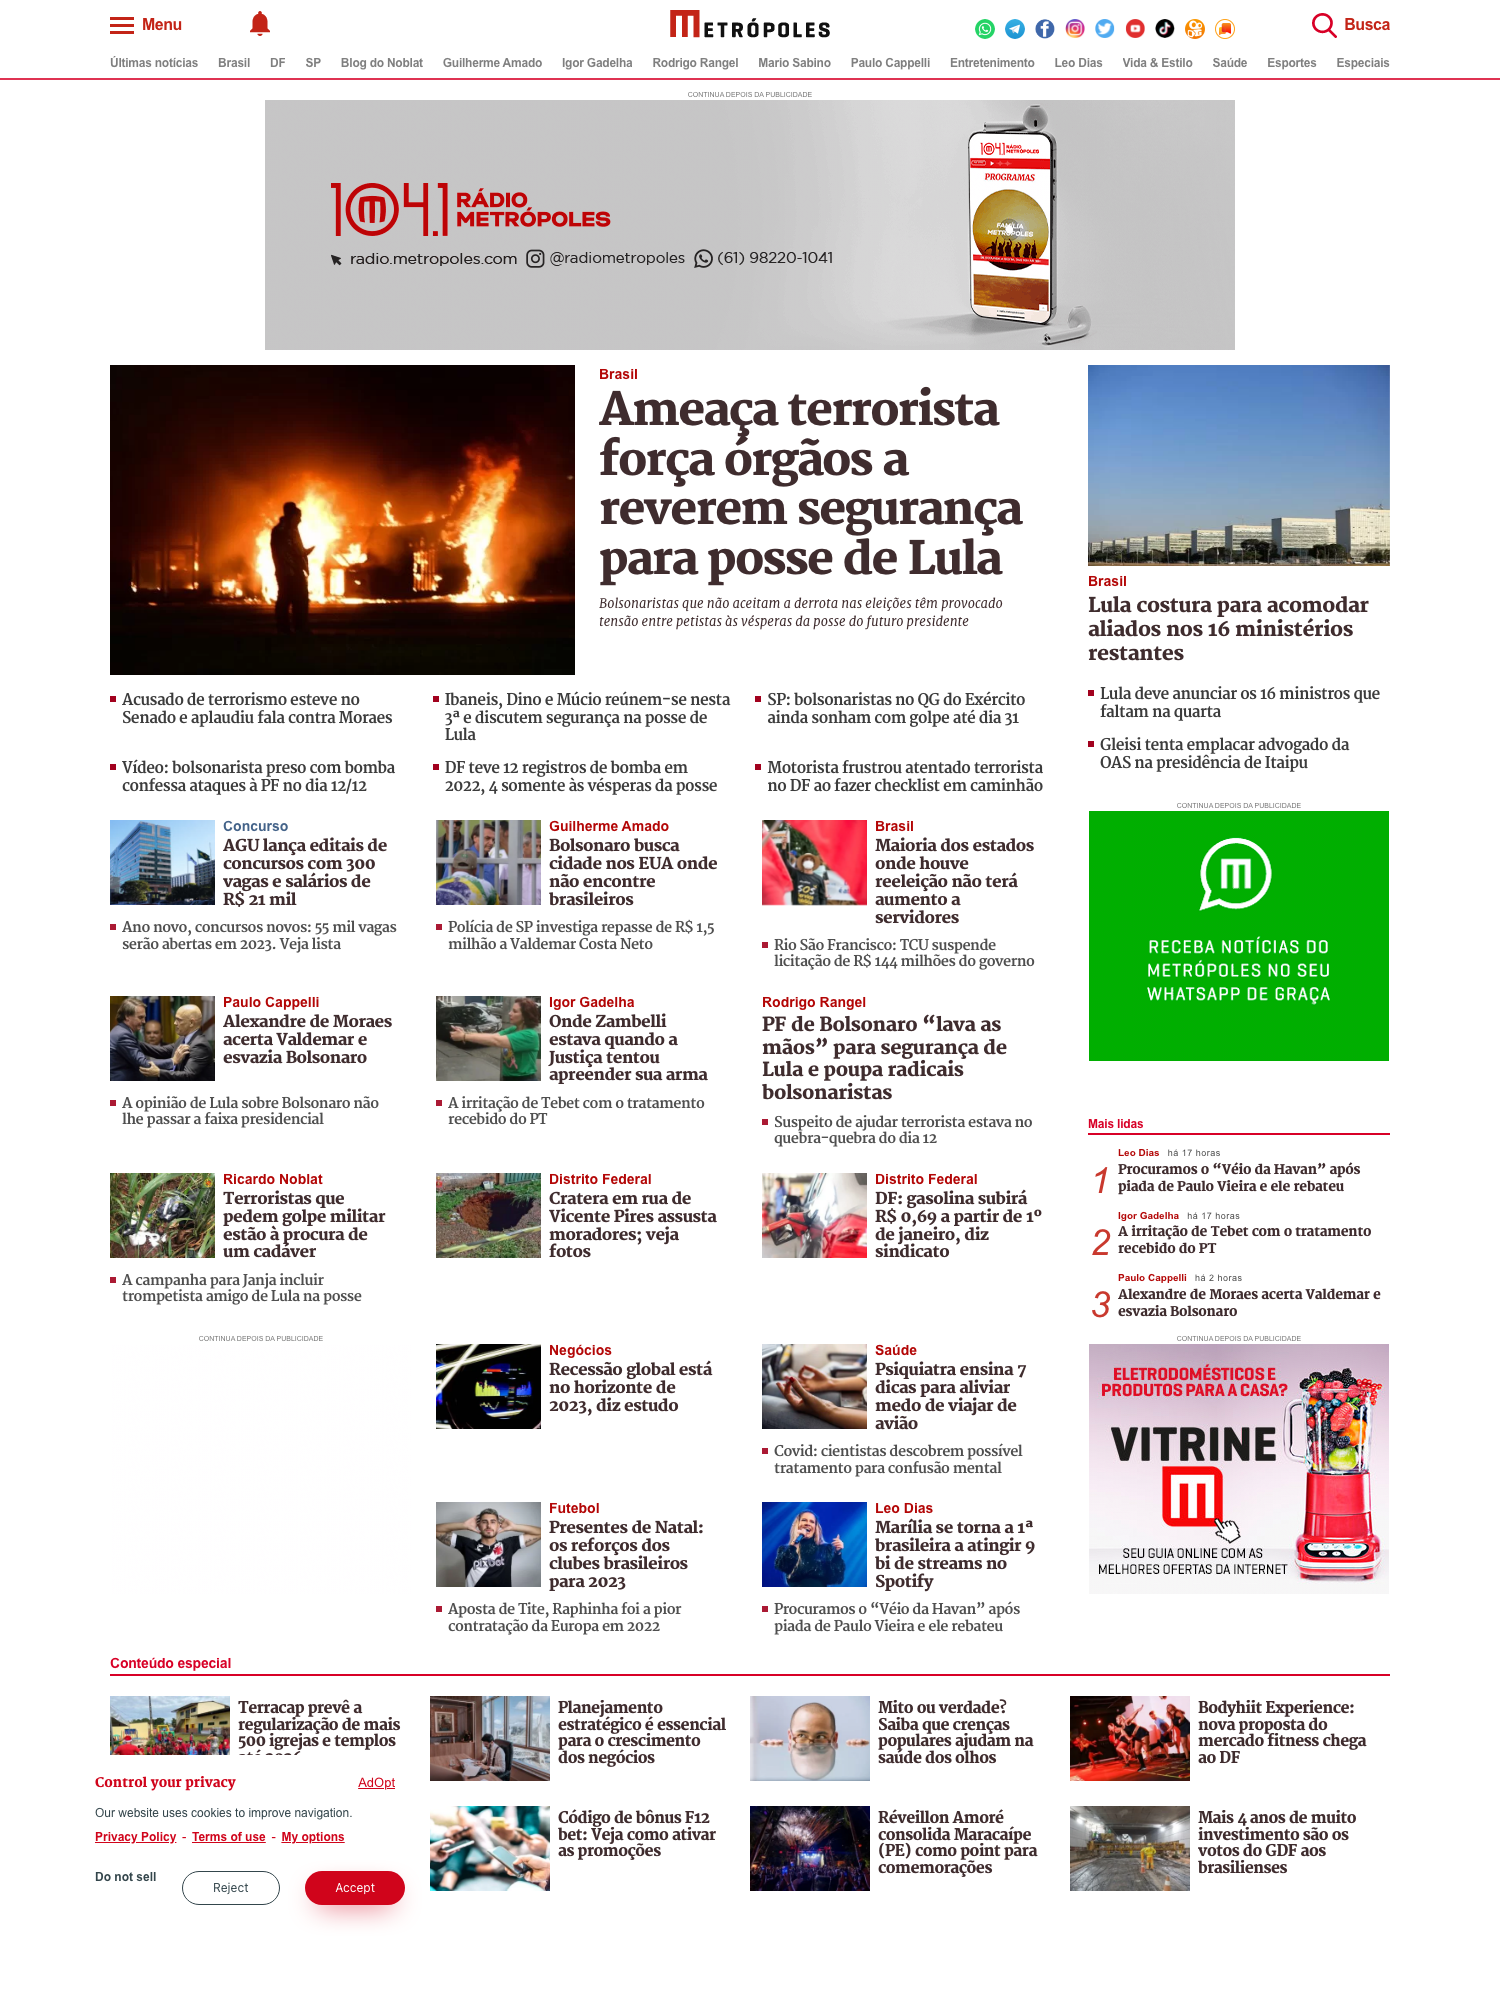 Menu
METRÓPOLES
Busca
Últimas notícias Brasil DF SP Blog do Noblat Guilherme Amado Igor Gadelha Rodrigo Rangel Mario Sabino Paulo Cappelli Entretenimento Leo Dias Vida & Estilo Saúde Esportes Especiais
CONTINUA DEPOIS DA PUBLICIDADE
104.1 RÁDIO
METRÓPOLES
radio.metropoles.com @radiometropoles (61) 98220-1041
RÁDIO
METRÓPOLES
PROGRAMAS
FAMÍLIA
METRÓPOLES
Brasil
Ameaça terrorista
força órgãos a
reverem segurança
para posse de Lula
Bolsonaristas que não aceitam a derrota nas eleições têm provocado
tensão entre petistas às vésperas da posse do futuro presidente
Brasil
Lula costura para acomodar
aliados nos 16 ministérios
restantes
Lula deve anunciar os 16 ministros que
faltam na quarta
Gleisi tenta emplacar advogado da
OAS na presidência de Itaipu
Acusado de terrorismo esteve no
Senado e aplaudiu fala contra Moraes
Ibaneis, Dino e Múcio reúnem-se nesta
3ª e discutem segurança na posse de
Lula
SP: bolsonaristas no QG do Exército
ainda sonham com golpe até dia 31
Vídeo: bolsonarista preso com bomba
confessa ataques à PF no dia 12/12
DF teve 12 registros de bomba em
2022, 4 somente às vésperas da posse
Motorista frustrou atentado terrorista
no DF ao fazer checklist em caminhão
Concurso
AGU lança editais de
concursos com 300
vagas e salários de
R$ 21 mil
Ano novo, concursos novos: 55 mil vagas
serão abertas em 2023. Veja lista
Guilherme Amado
Bolsonaro busca
cidade nos EUA onde
não encontre
brasileiros
Polícia de SP investiga repasse de R$ 1,5
milhão a Valdemar Costa Neto
Brasil
Maioria dos estados
onde houve
reeleição não terá
aumento a
servidores
Rio São Francisco: TCU suspende
licitação de R$ 144 milhões do governo
CONTINUA DEPOIS DA PUBLICIDADE
RECEBA NOTÍCIAS DO
METRÓPOLES NO SEU
WHATSAPP DE GRAÇA
Paulo Cappelli
Alexandre de Moraes
acerta Valdemar e
esvazia Bolsonaro
A opinião de Lula sobre Bolsonaro não
lhe passar a faixa presidencial
Igor Gadelha
Onde Zambelli
estava quando a
Justiça tentou
apreender sua arma
A irritação de Tebet com o tratamento
recebido do PT
Rodrigo Rangel
PF de Bolsonaro “lava as
mãos” para segurança de
Lula e poupa radicais
bolsonaristas
Suspeito de ajudar terrorista estava no
quebra-quebra do dia 12
Mais lidas
Leo Dias há 17 horas
1 Procuramos o “Véio da Havan” após
piada de Paulo Vieira e ele rebateu
Igor Gadelha há 17 horas
2 A irritação de Tebet com o tratamento
recebido do PT
Paulo Cappelli há 2 horas
3 Alexandre de Moraes acerta Valdemar e
esvazia Bolsonaro
Ricardo Noblat
Terroristas que
pedem golpe militar
estão à procura de
um cadáver
A campanha para Janja incluir
trompetista amigo de Lula na posse
Distrito Federal
Cratera em rua de
Vicente Pires assusta
moradores; veja
fotos
Distrito Federal
DF: gasolina subirá
R$ 0,69 a partir de 1º
de janeiro, diz
sindicato
CONTINUA DEPOIS DA PUBLICIDADE
Negócios
Recessão global está
no horizonte de
2023, diz estudo
Saúde
Psiquiatra ensina 7
dicas para aliviar
medo de viajar de
avião
Covid: cientistas descobrem possível
tratamento para confusão mental
CONTINUA DEPOIS DA PUBLICIDADE
ELETRODOMÉSTICOS E
PRODUTOS PARA A CASA?
VITRINE
SEU GUIA ONLINE COM AS
MELHORES OFERTAS DA INTERNET
Futebol
Presentes de Natal:
os reforços dos
clubes brasileiros
para 2023
Aposta de Tite, Raphinha foi a pior
contratação da Europa em 2022
Leo Dias
Marília se torna a 1ª
brasileira a atingir 9
bi de streams no
Spotify
Procuramos o “Véio da Havan” após
piada de Paulo Vieira e ele rebateu
Conteúdo especial
Terracap prevê a
regularização de mais
500 igrejas e templos
Planejamento
estratégico é essencial
para o crescimento
dos negócios
Mito ou verdade?
Saiba que crenças
populares ajudam na
saúde dos olhos
Bodyhiit Experience:
nova proposta do
mercado fitness chega
ao DF
Código de bônus F12
bet: Veja como ativar
as promoções
Réveillon Amoré
consolida Maracaípe
(PE) como point para
comemorações
Mais 4 anos de muito
investimento são os
votos do GDF aos
brasilienses
Control your privacy AdOpt
Our website uses cookies to improve navigation.
Privacy Policy - Terms of use - My options
Do not sell Reject Accept